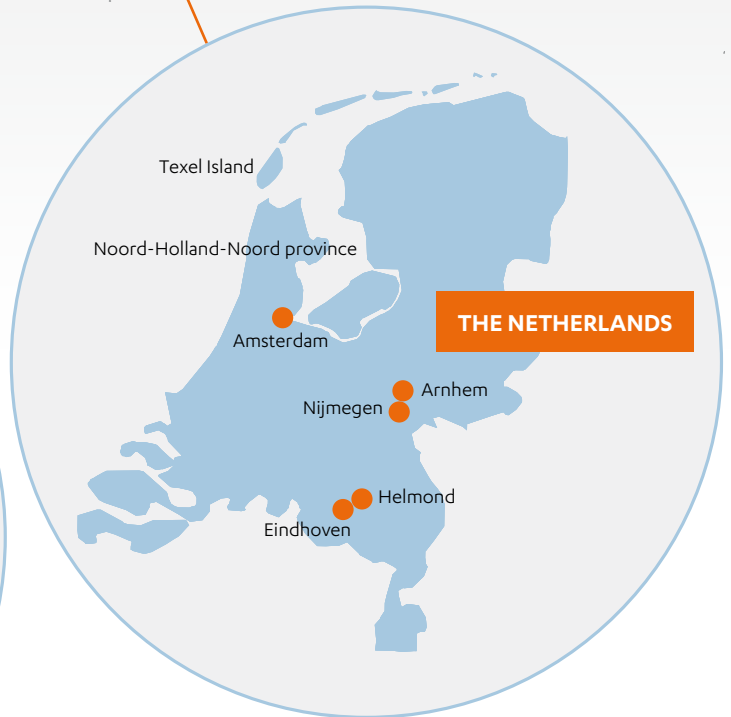 Texel Island
Noord-Holland-Noord province
THE NETHERLANDS
Amsterdam
Arnhem
Nijmegen
Helmond
Eindhoven